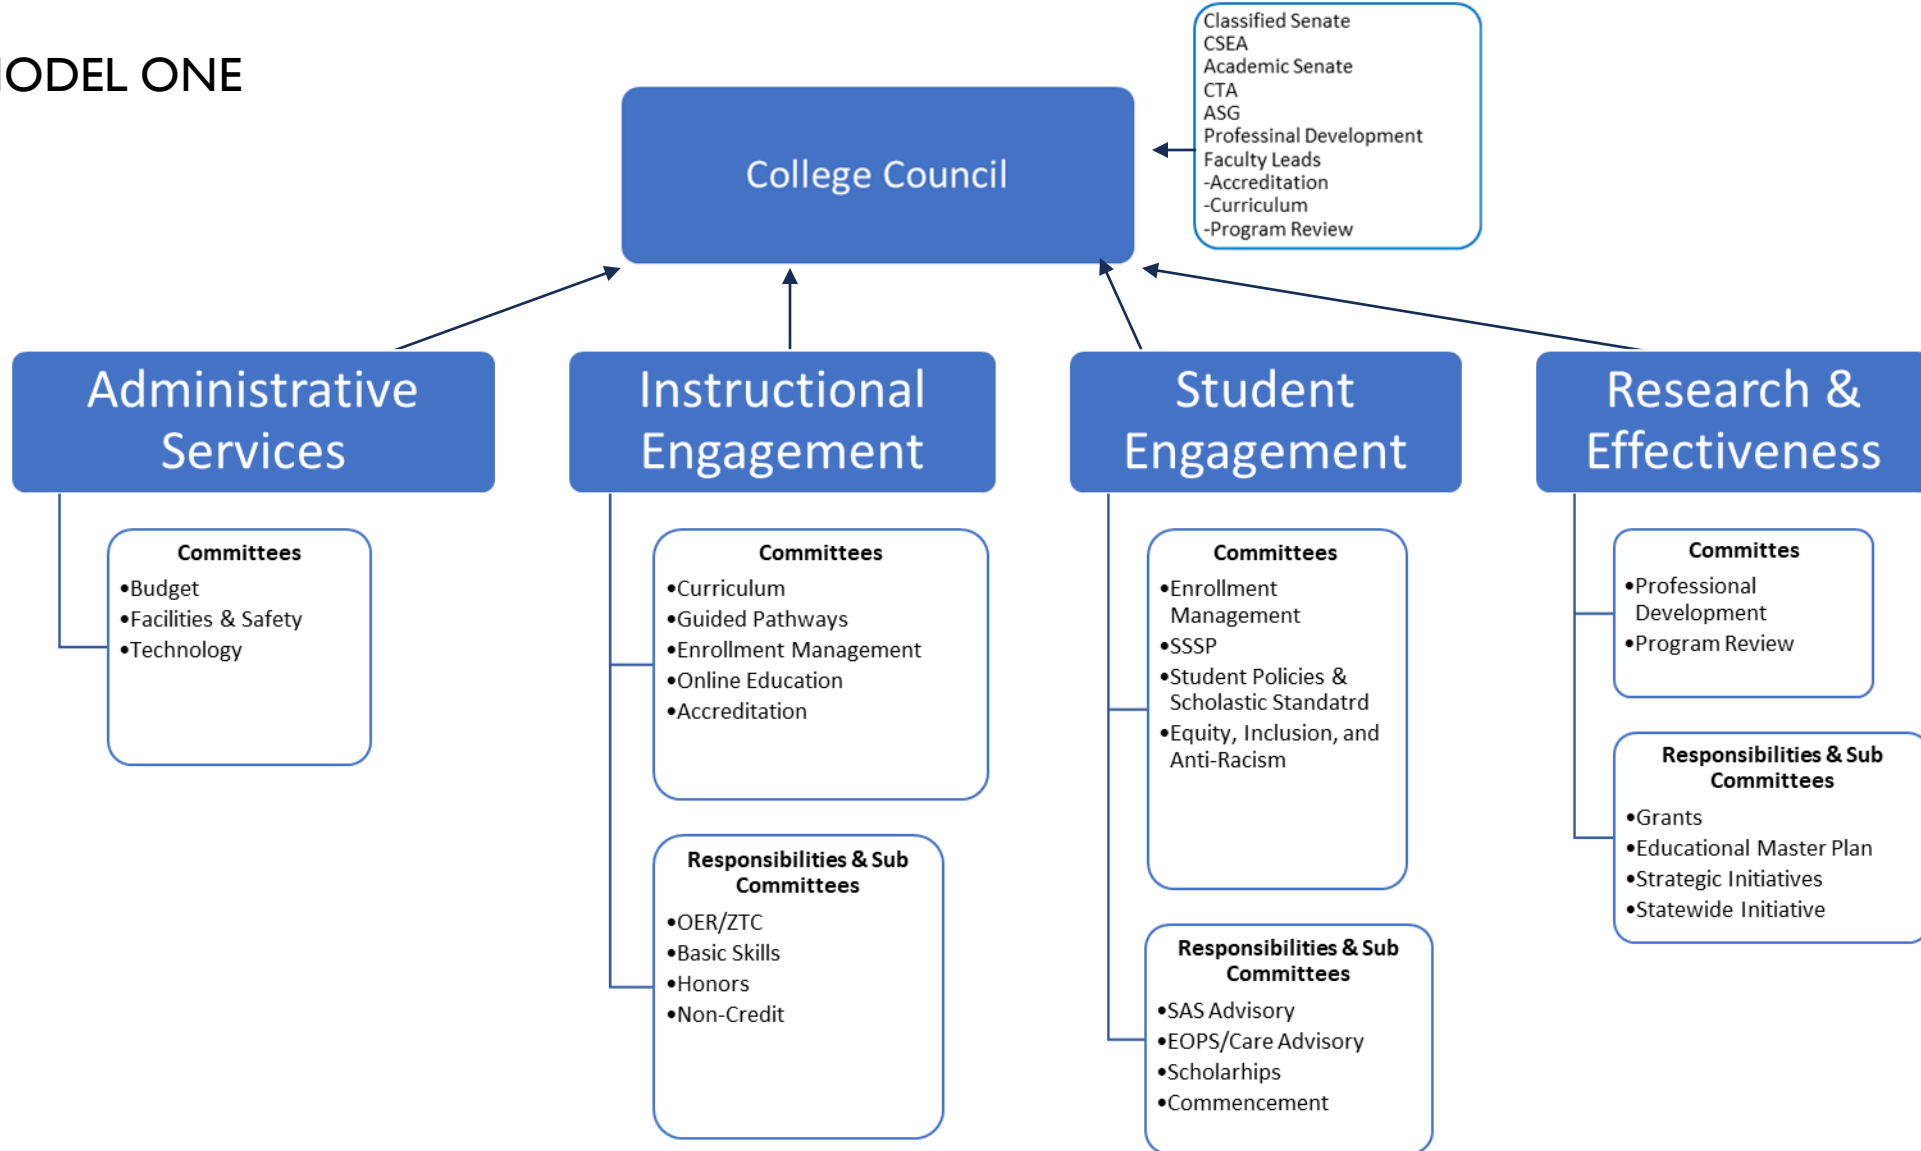 MODEL ONE
Classified Senate
CSEA
Academic Senate
CTA
ASG
Professinal Development
Faculty Leads
-Accreditation
-Curriculum
-Program Review
College Council
Administrative
Services
Committees
•Budget
•Facilities & Safety
•Technology
Instructional
Engagement
Committees
•Curriculum
•Guided Pathways
•Enrollment Management
•Online Education
•Accreditation
Responsibilities & Sub
Committees
•OER/ZTC
•Basic Skills
•Honors
•Non-Credit
Student
Engagement
Committees
•Enrollment
Management
•SSSP
•Student Policies &
Scholastic Standatrd
•Equity, Inclusion, and
Anti-Racism
Responsibilities & Sub
Committees
•SAS Advisory
•EOPS/Care Advisory
•Scholarhips
•Commencement
Research &
Effectiveness
Committes
•Professional
Development
•Program Review
Responsibilities & Sub
Committees
•Grants
•Educational Master Plan
•Strategic Initiatives
•Statewide Initiative